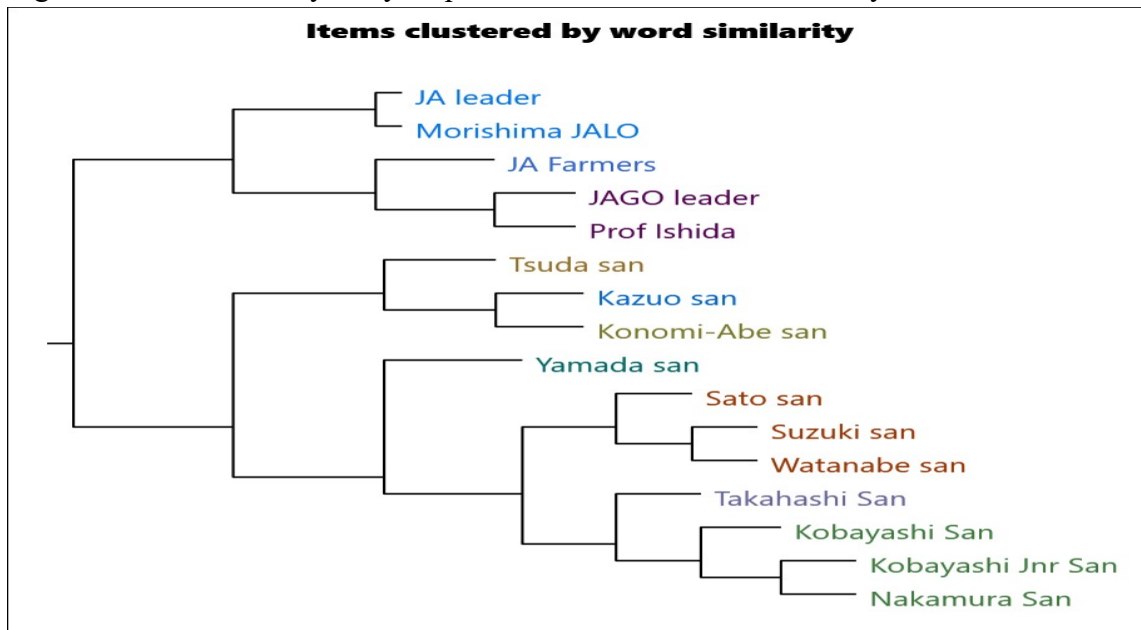 Items clustered by word similarity
JA leader
Morishima JALO
JA Farmers
JAGO leader
Prof Ishida
Tsuda san
Kazuo san
Konomi-Abe san
Yamada san
Sato san
Suzuki san
Watanabe san
Takahashi San
Kobayashi San
Kobayashi Jnr San
Nakamura San